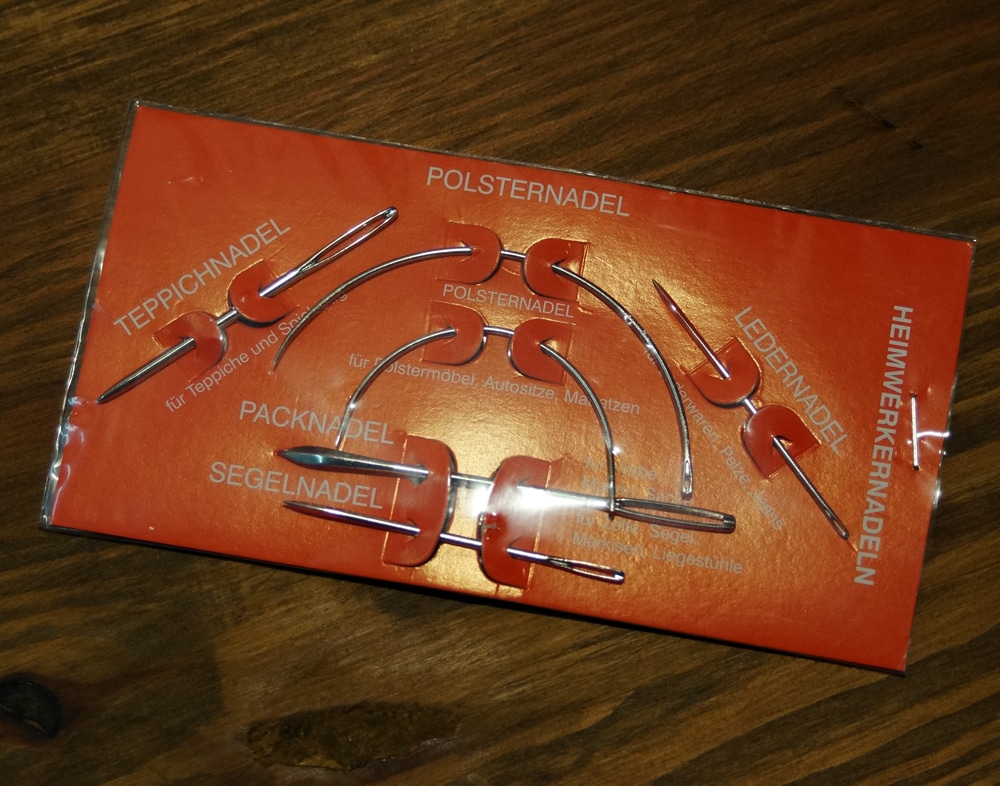 POLSTERNADEL
TEPPICHNADEL
für Teppiche und
POLSTERNADEL
für Polstermöbel, Autositze, Matratzen
LEDERNADEL
HEIMWERKERNADELN
PACKNADEL
SEGELNADEL
Segel,
Markisen, Liegestühle